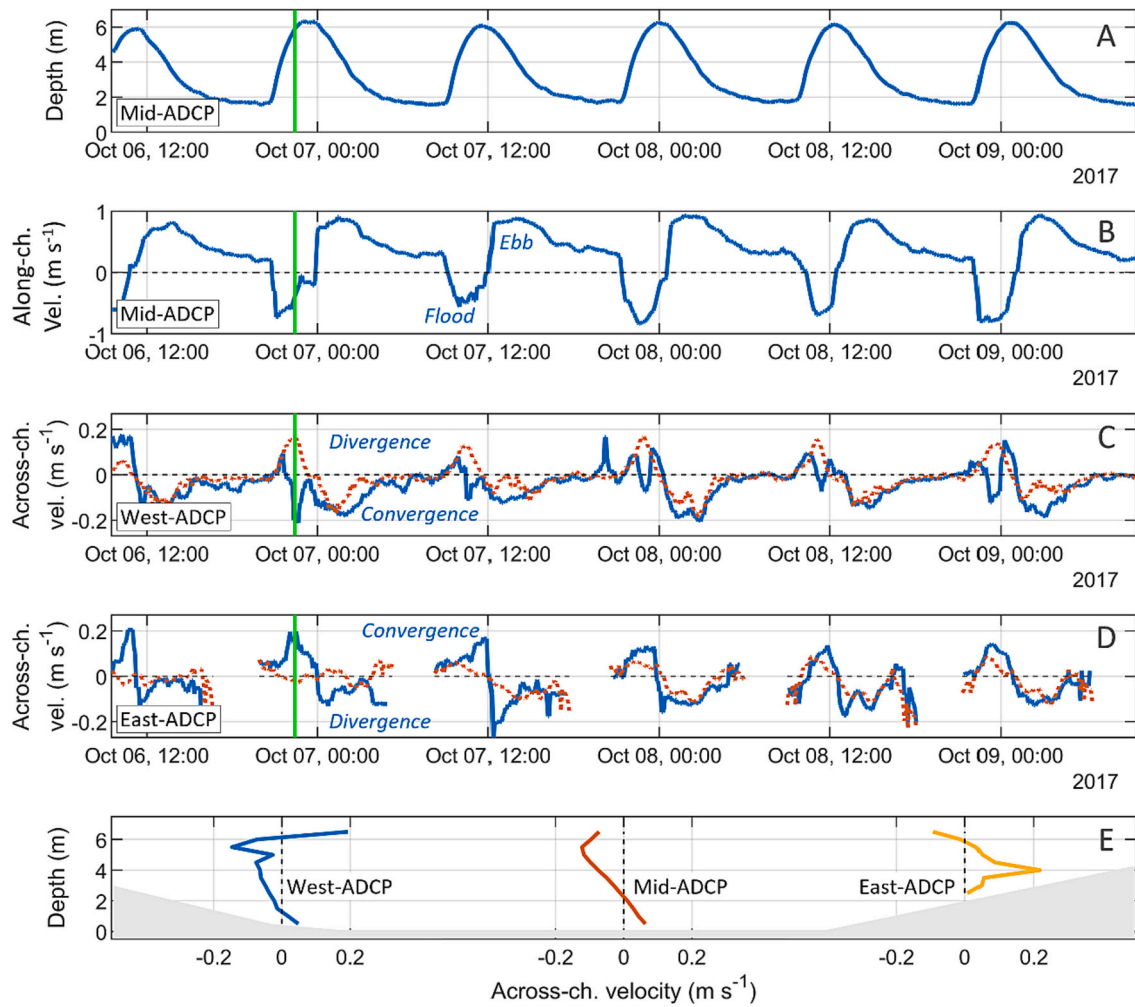 A
Depth (m)
6
4
2
0
Mid-ADCP
Oct 06, 12:00 Oct 07, 00:00 Oct 07, 12:00 Oct 08, 00:00 Oct 08, 12:00 Oct 09, 00:00
2017
B
Along-ch.
Vel. (m s⁻¹)
1
0
-1
Ebb
Flood
Mid-ADCP
Oct 06, 12:00 Oct 07, 00:00 Oct 07, 12:00 Oct 08, 00:00 Oct 08, 12:00 Oct 09, 00:00
2017
C
Across-ch.
vel. (m s⁻¹)
0.2
0
-0.2
Divergence
Convergence
West-ADCP
Oct 06, 12:00 Oct 07, 00:00 Oct 07, 12:00 Oct 08, 00:00 Oct 08, 12:00 Oct 09, 00:00
2017
D
Across-ch.
vel. (m s⁻¹)
0.2
0
-0.2
Convergence
Divergence
East-ADCP
Oct 06, 12:00 Oct 07, 00:00 Oct 07, 12:00 Oct 08, 00:00 Oct 08, 12:00 Oct 09, 00:00
2017
E
Depth (m)
6
4
2
0
West-ADCP Mid-ADCP East-ADCP
-0.2 0 0.2 -0.2 0 0.2 -0.2 0 0.2
Across-ch. velocity (m s⁻¹)